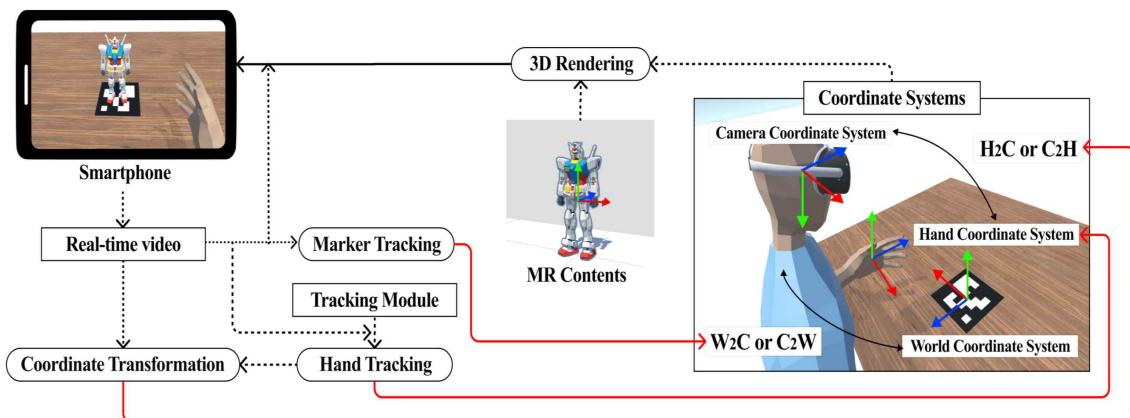 3D Rendering
Coordinate Systems
Camera Coordinate System
H2C or C2H
Smartphone
Real-time video
Marker Tracking
Hand Coordinate System
MR Contents
Tracking Module
W2C or C2W
World Coordinate System
Coordinate Transformation
Hand Tracking